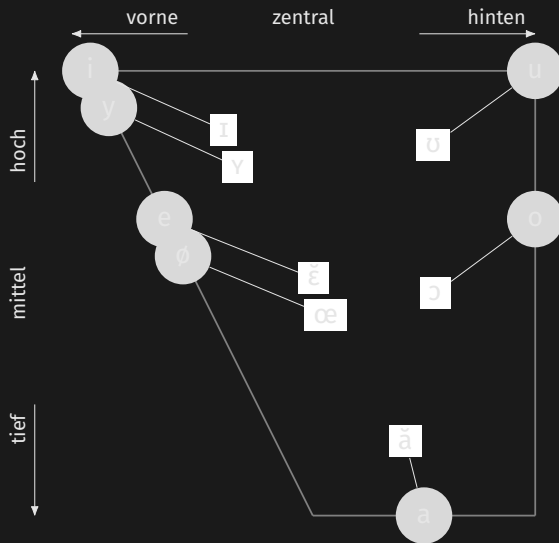 vorne zentral hinten
hoch
mittel
tief
i u
y ɪ
ʏ ʊ
e o
ø ɛ̆
œ ɔ
ă
a